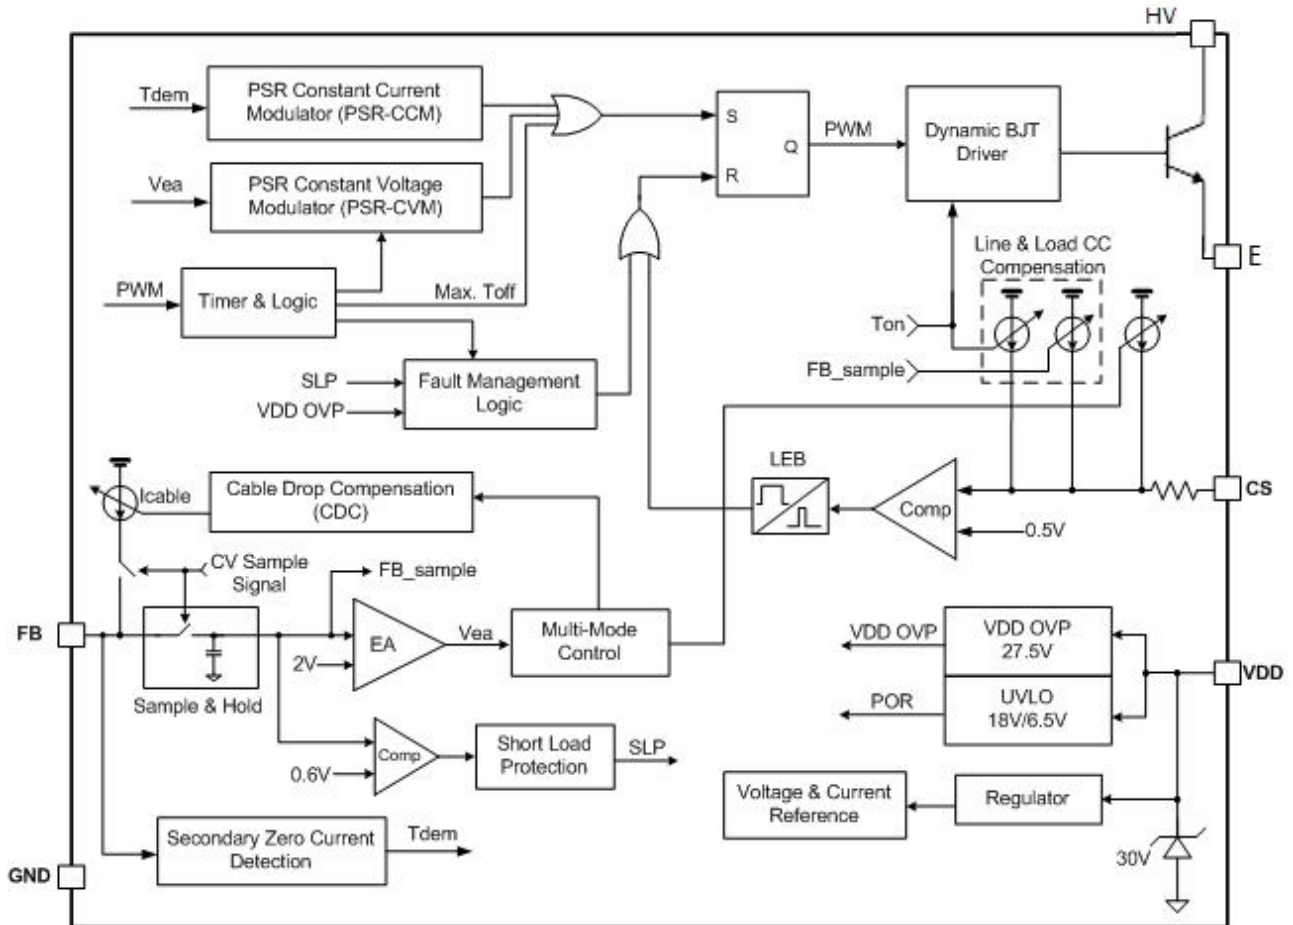 HV
Tdem
PSR Constant Current
Modulator (PSR-CCM)
S
Q
R
PWM
Dynamic BJT
Driver
Vea
PSR Constant Voltage
Modulator (PSR-CVM)
E
Line & Load CC
Compensation
PWM
Timer & Logic
Max. Toff
Ton
FB_sample
SLP
VDD OVP
Fault Management
Logic
LEB
Icable
Cable Drop Compensation
(CDC)
Comp
CS
0.5V
CV Sample
Signal
FB_sample
FB
EA
2V
Vea
Multi-Mode
Control
Sample & Hold
VDD OVP
VDD OVP
27.5V
VDD
POR
UVLO
18V/6.5V
Comp
0.6V
Short Load
Protection
SLP
Voltage & Current
Reference
Regulator
Secondary Zero Current
Detection
Tdem
30V
GND